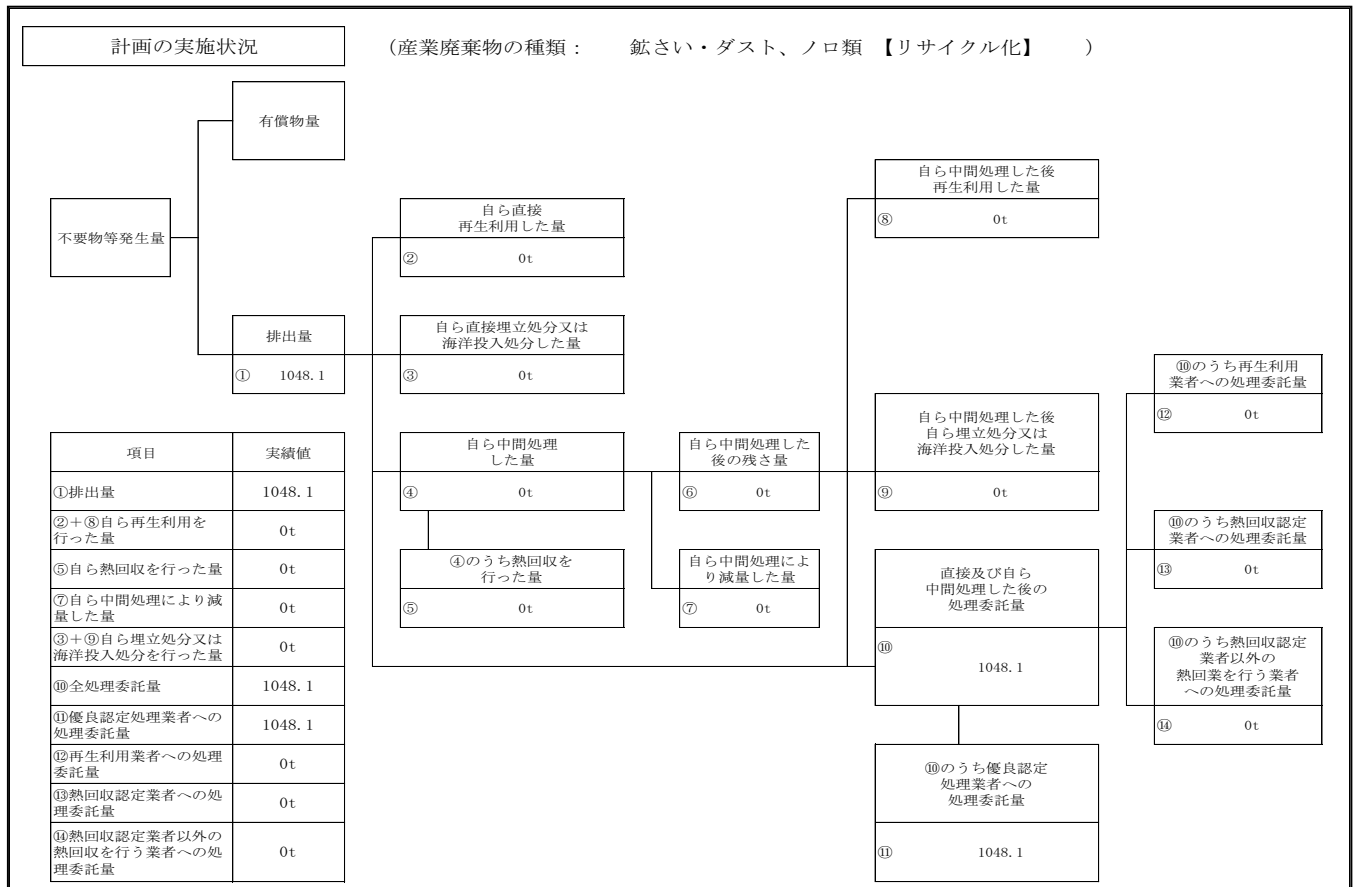 計画の実施状況
（産業廃棄物の種類： 鉱さい・ダスト、ノロ類 【リサイクル化】 ）
有償物量
不要物等発生量
排出量
① 1048.1
自ら直接
再生利用した量
② 0t
自ら直接埋立処分又は
海洋投入処分した量
③ 0t
自ら中間処理
した量
④ 0t
④のうち熱回収を
行った量
⑤ 0t
自ら中間処理した
後の残さ量
⑥ 0t
自ら中間処理によ
り減量した量
⑦ 0t
自ら中間処理した後
再生利用した量
⑧ 0t
自ら中間処理した後
自ら埋立処分又は
海洋投入処分した量
⑨ 0t
直接及び自ら
中間処理した後の
処理委託量
⑩
1048.1
⑩のうち優良認定
処理業者への
処理委託量
⑪ 1048.1
⑩のうち再生利用
業者への処理委託量
⑫ 0t
⑩のうち熱回収認定
業者への処理委託量
⑬ 0t
⑩のうち熱回収認定
業者以外の
熱回業を行う業者
への処理委託量
⑭ 0t
項目 実績値
①排出量 1048.1
②＋⑧自ら再生利用を
行った量 0t
⑤自ら熱回収を行った量 0t
⑦自ら中間処理により減
量した量 0t
③＋⑨自ら埋立処分又は
海洋投入処分を行った量 0t
⑩全処理委託量 1048.1
⑪優良認定処理業者への
処理委託量 1048.1
⑫再生利用業者への処理
委託量 0t
⑬熱回収認定業者への処
理委託量 0t
⑭熱回収認定業者以外の
熱回収を行う業者への処
理委託量 0t